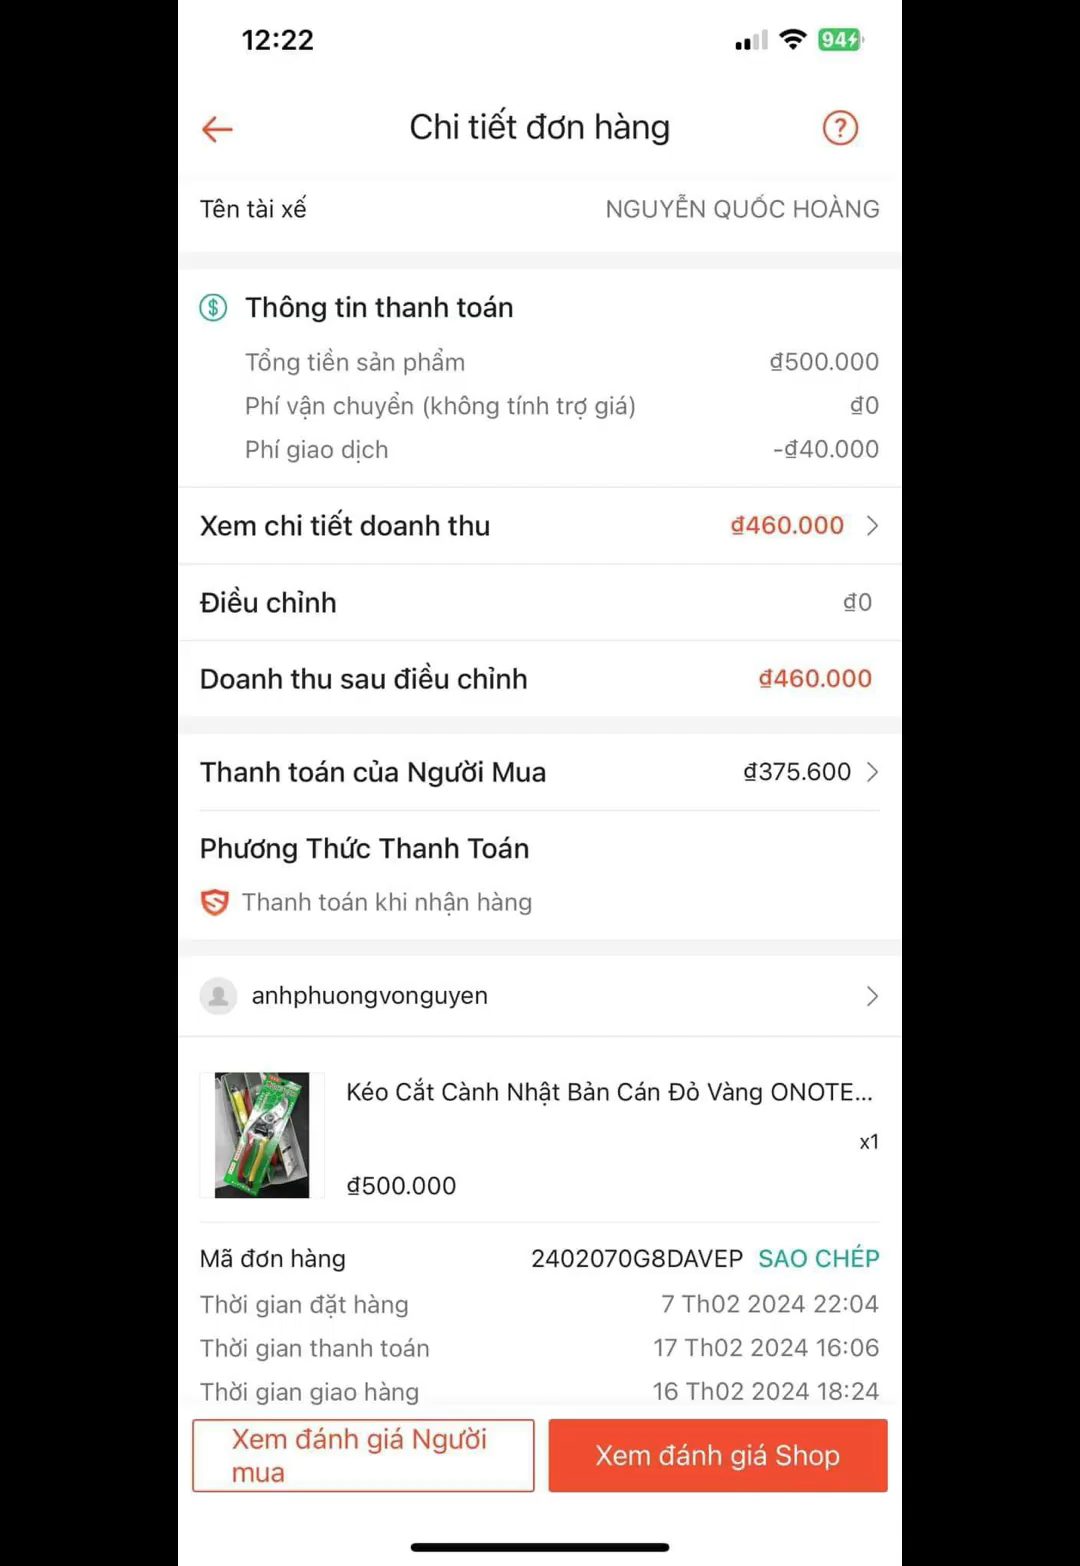 12:22
94
Chi tiết đơn hàng
?
Tên tài xế NGUYỄN QUỐC HOÀNG
$ Thông tin thanh toán
Tổng tiền sản phẩm ₫500.000
Phí vận chuyển (không tính trợ giá) ₫0
Phí giao dịch -₫40.000
Xem chi tiết doanh thu ₫460.000
Điều chỉnh ₫0
Doanh thu sau điều chỉnh ₫460.000
Thanh toán của Người Mua ₫375.600
Phương Thức Thanh Toán
Thanh toán khi nhận hàng
anhphuongvonguyen
Kéo Cắt Cành Nhật Bản Cán Đỏ Vàng ONOTE...
x1
₫500.000
Mã đơn hàng 2402070G8DAVEP SAO CHÉP
Thời gian đặt hàng 7 Th02 2024 22:04
Thời gian thanh toán 17 Th02 2024 16:06
Thời gian giao hàng 16 Th02 2024 18:24
Xem đánh giá Người
mua
Xem đánh giá Shop